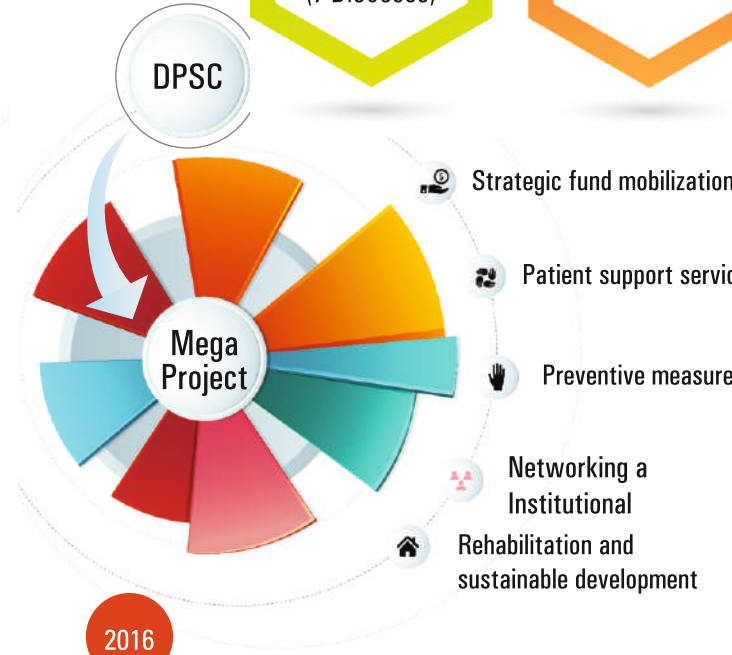 DPSC
Strategic fund mobilization
Patient support servic
Mega
Project
Preventive measure
Networking a
Institutional
Rehabilitation and
sustainable development
2016